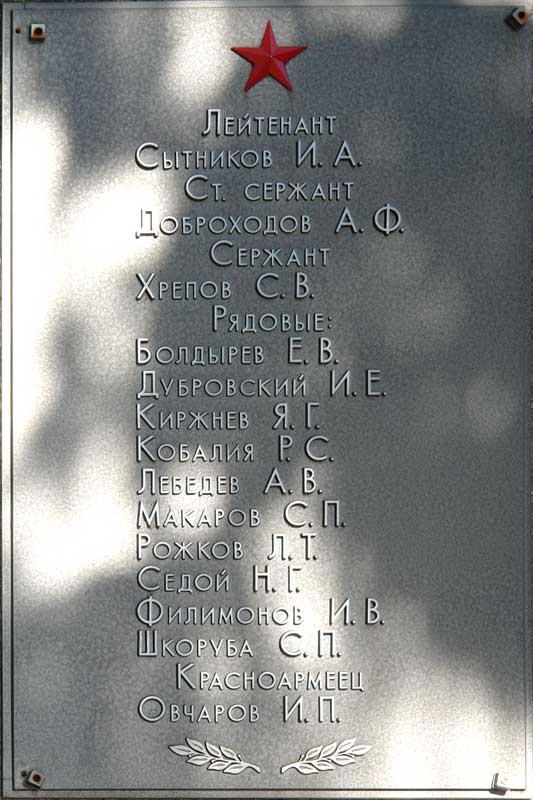 Лейтенант
Сытников И. А.
Ст. сержант
Доброходов А. Ф.
Сержант
Хрепов С. В.
Рядовые:
Болдырев Е. В.
Дубровский И. Е.
Киржнев Я. Г.
Кобалия Р. С.
Лебедев А. В.
Макаров С. П.
Рожков Л. Т.
Седой Н. Г.
Филимонов И. В.
Шкоруба С. П.
Красноармеец
Овчаров И. П.